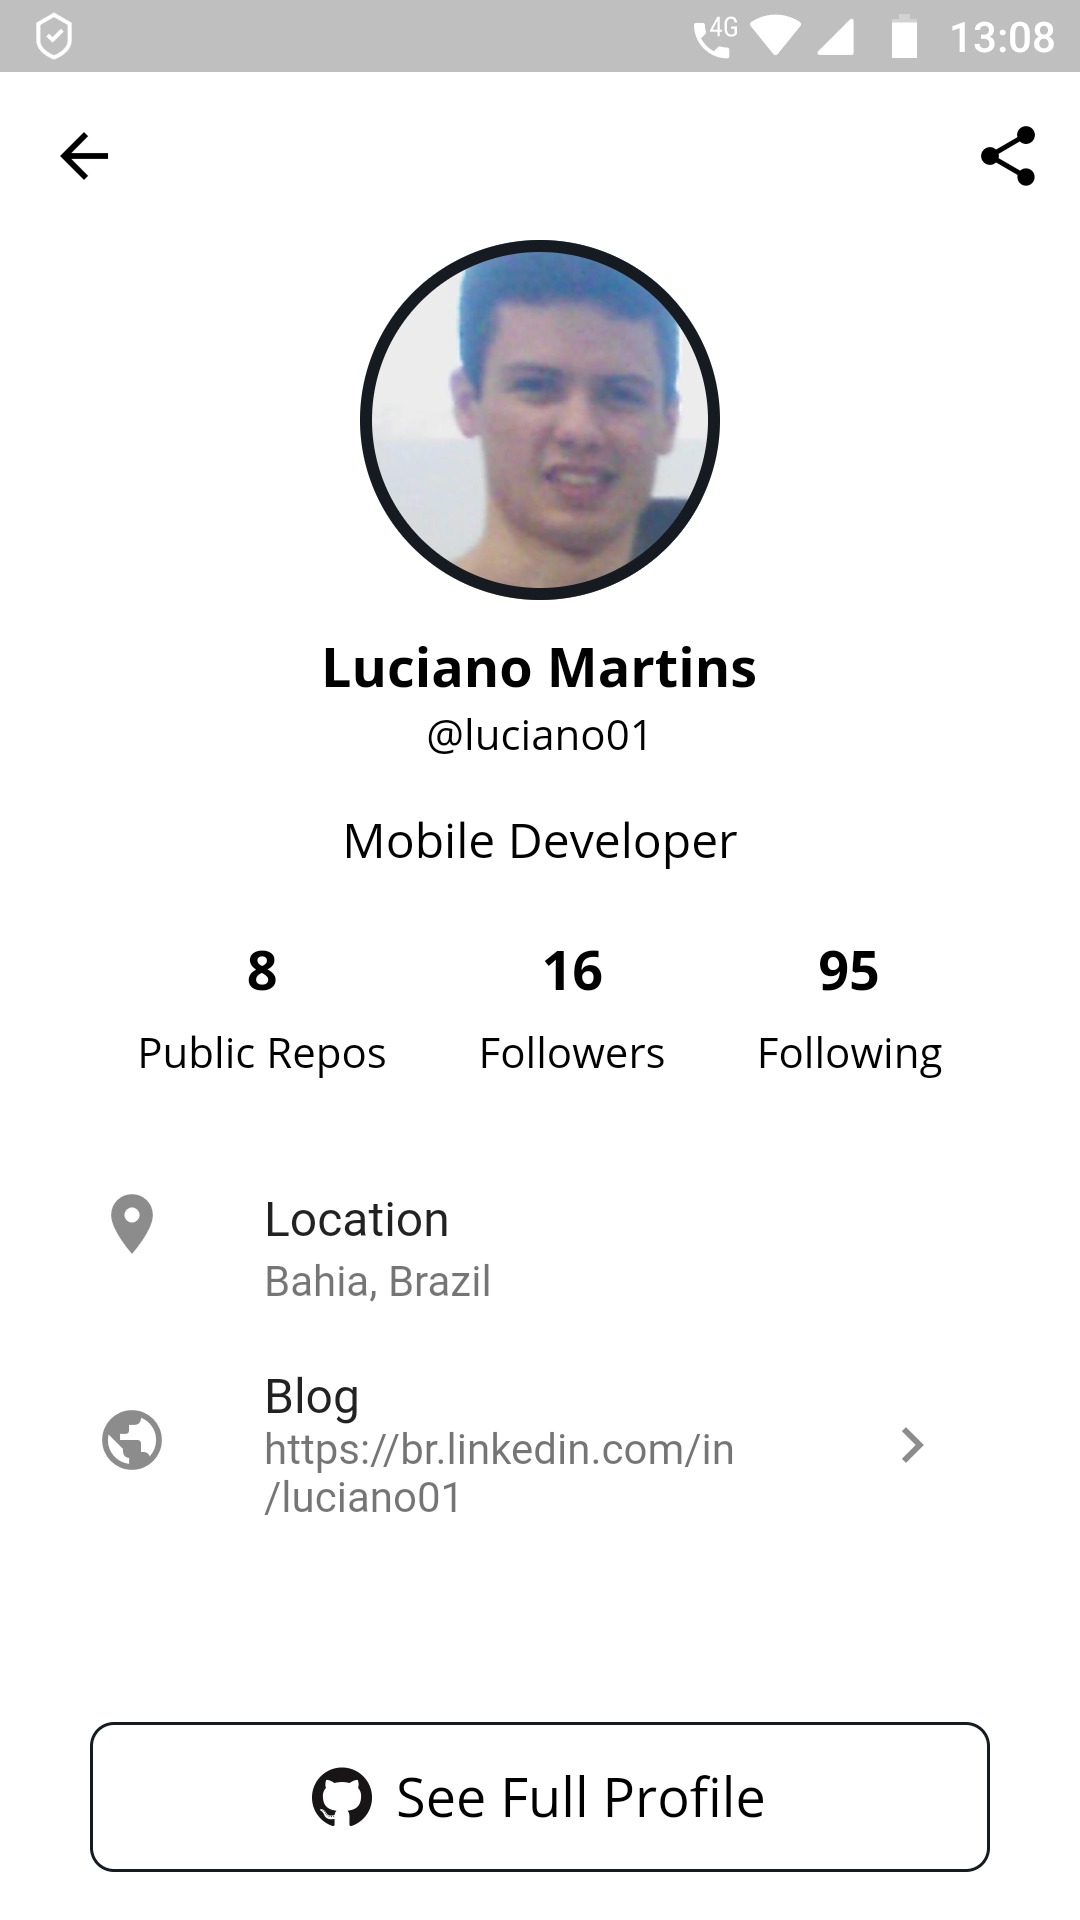 4G 13:08
Luciano Martins
@luciano01
Mobile Developer
8 16 95
Public Repos Followers Following
Location
Bahia, Brazil
Blog
https://br.linkedin.com/in
/luciano01
See Full Profile